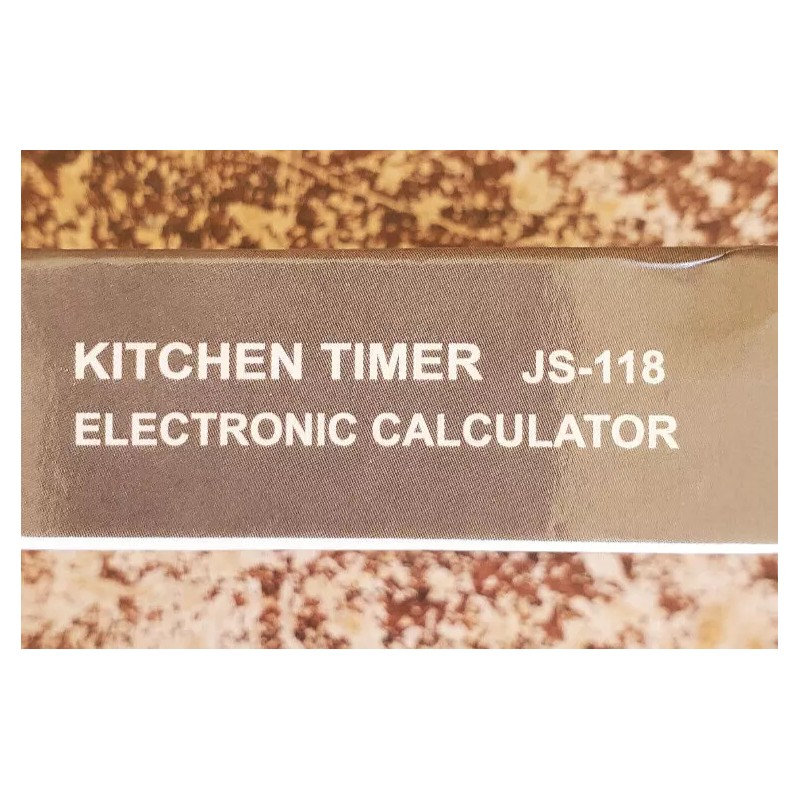 KITCHEN TIMER JS-118
ELECTRONIC CALCULATOR